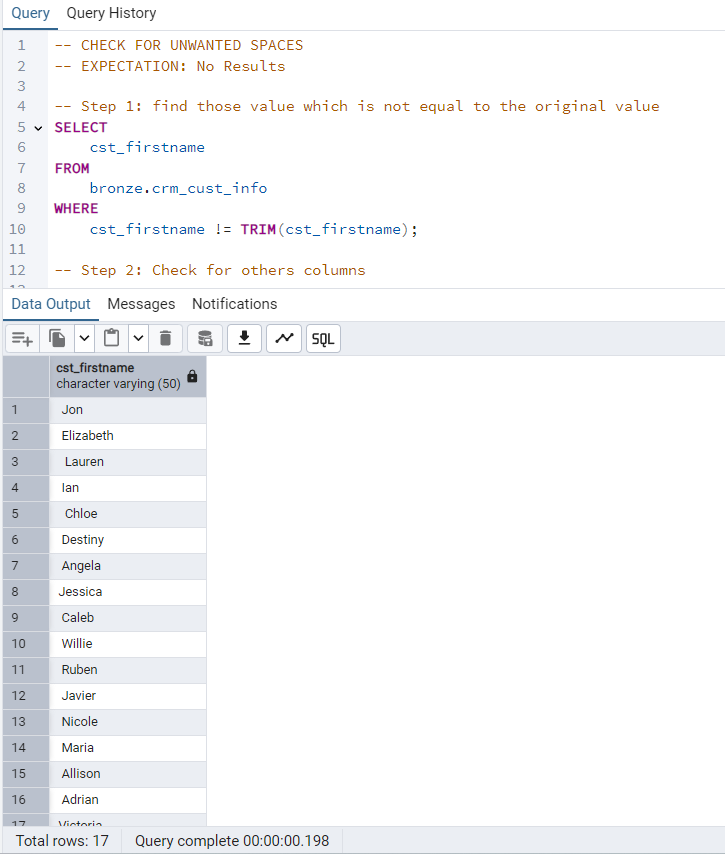 Query Query History
1 -- CHECK FOR UNWANTED SPACES
2 -- EXPECTATION: No Results
3
4 -- Step 1: find those value which is not equal to the original value
5 SELECT
6 cst_firstname
7 FROM
8 bronze.crm_cust_info
9 WHERE
10 cst_firstname != TRIM(cst_firstname);
11
12 -- Step 2: Check for others columns
Data Output Messages Notifications
SQL
cst_firstname
character varying (50)
1 Jon
2 Elizabeth
3 Lauren
4 Ian
5 Chloe
6 Destiny
7 Angela
8 Jessica
9 Caleb
10 Willie
11 Ruben
12 Javier
13 Nicole
14 Maria
15 Allison
16 Adrian
17 Victoria
Total rows: 17 Query complete 00:00:00.198